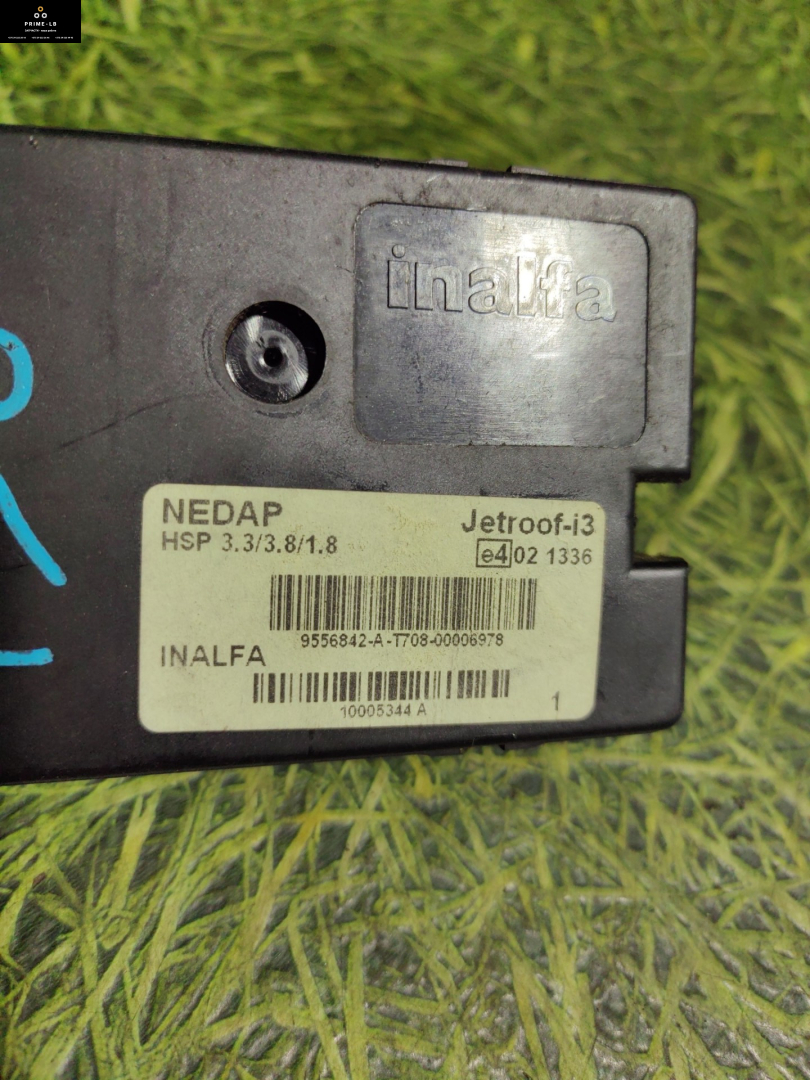 PRIME-LB
inalfa
NEDAP
Jetroof-i3
HSP 3.3/3.8/1.8
e4 02 1336
9556842-A-T708-00006978
INALFA
10005344 A
1